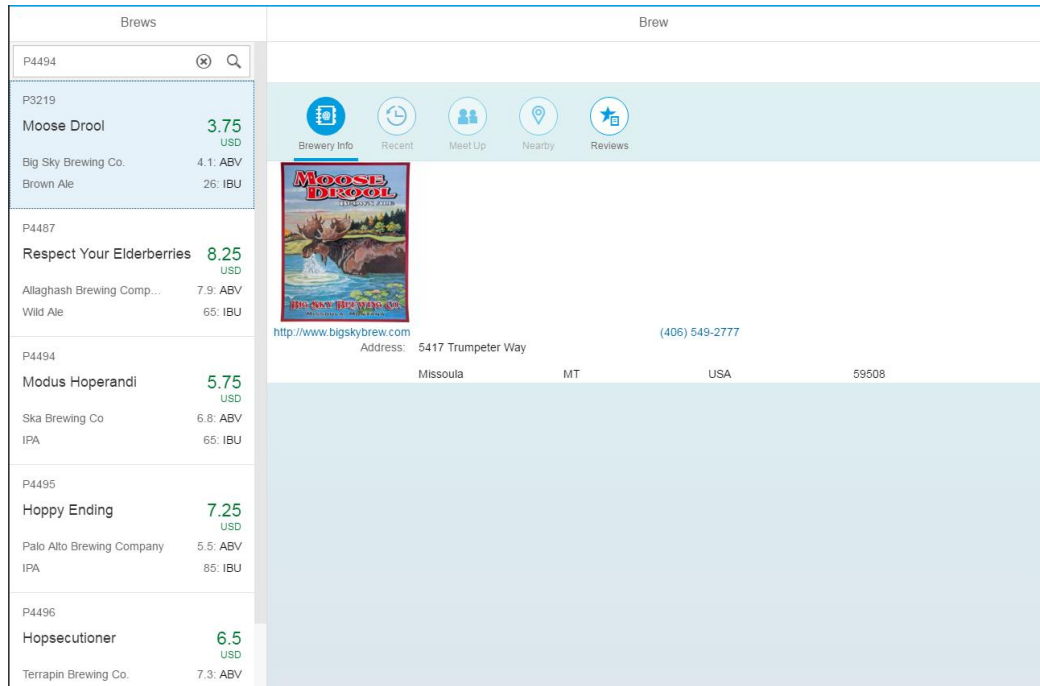 Brews
Brew
P4494
P3219
Moose Drool 3.75
USD
Big Sky Brewing Co. 4.1: ABV
Brown Ale 26: IBU
P4487
Respect Your Elderberries 8.25
USD
Allaghash Brewing Comp... 7.9: ABV
Wild Ale 65: IBU
P4494
Modus Hoperandi 5.75
USD
Ska Brewing Co 6.8: ABV
IPA 65: IBU
P4495
Hoppy Ending 7.25
USD
Palo Alto Brewing Company 5.5: ABV
IPA 85: IBU
P4496
Hopsecutioner 6.5
USD
Terrapin Brewing Co. 7.3: ABV
Brewery Info Recent Meet Up Nearby Reviews
MOOSE
DROOL
BROWN ALE
BIG SKY BREWING CO.
MISSOULA, MONTANA
http://www.bigskybrew.com (406) 549-2777
Address: 5417 Trumpeter Way
Missoula MT USA 59508